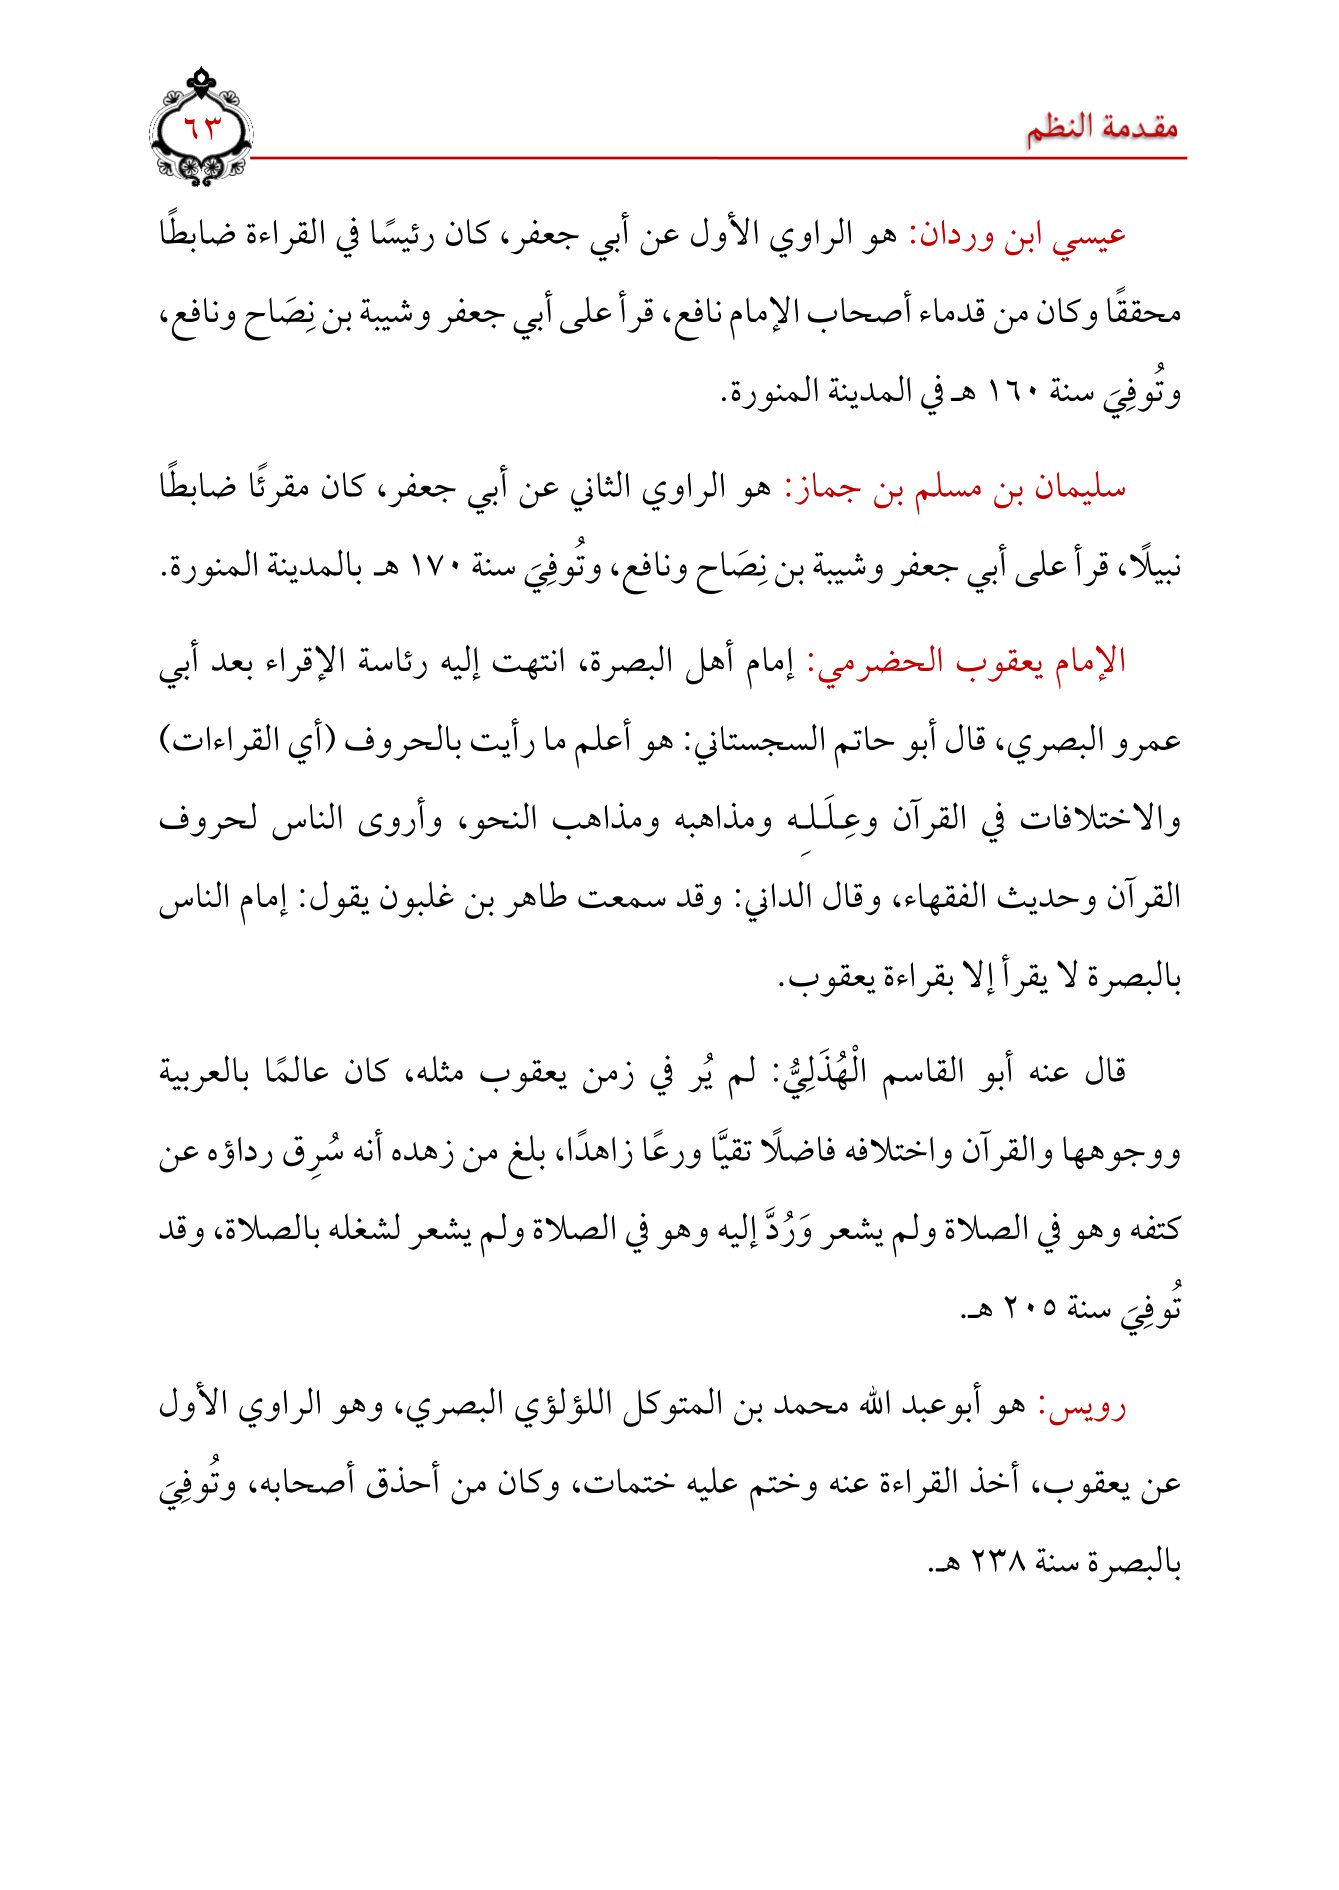 مقدمة النظم
٦٣
عيسي ابن وردان: هو الراوي الأول عن أبي جعفر، كان رئيسًا في القراءة ضابطًا
محققًا وكان من قدماء أصحاب الإمام نافع، قرأ على أبي جعفر وشيبة بن نِصَاح ونافع،
وتُوفِيَ سنة ١٦٠ هـ في المدينة المنورة.
سليمان بن مسلم بن جماز: هو الراوي الثاني عن أبي جعفر، كان مقرئًا ضابطًا
نبيلًا، قرأ على أبي جعفر وشيبة بن نِصَاح ونافع، وتُوفِيَ سنة ١٧٠ هـ بالمدينة المنورة.
الإمام يعقوب الحضرمي: إمام أهل البصرة، انتهت إليه رئاسة الإقراء بعد أبي
عمرو البصري، قال أبو حاتم السجستاني: هو أعلم ما رأيت بالحروف (أي القراءات)
والاختلافات في القرآن وعِـلَـلِـه ومذاهبه ومذاهب النحو، وأروى الناس لحروف
القرآن وحديث الفقهاء، وقال الداني: وقد سمعت طاهر بن غلبون يقول: إمام الناس
بالبصرة لا يقرأ إلا بقراءة يعقوب.
قال عنه أبو القاسم الْهُذَلِيُّ: لم يُر في زمن يعقوب مثله، كان عالمًا بالعربية
ووجوهها والقرآن واختلافه فاضلًا تقيًّا ورعًا زاهدًا، بلغ من زهده أنه سُرِق رداؤه عن
كتفه وهو في الصلاة ولم يشعر وَرُدَّ إليه وهو في الصلاة ولم يشعر لشغله بالصلاة، وقد
تُوفِيَ سنة ٢٠٥ هـ.
رويس: هو أبوعبد الله محمد بن المتوكل اللؤلؤي البصري، وهو الراوي الأول
عن يعقوب، أخذ القراءة عنه وختم عليه ختمات، وكان من أحذق أصحابه، وتُوفِيَ
بالبصرة سنة ٢٣٨ هـ.